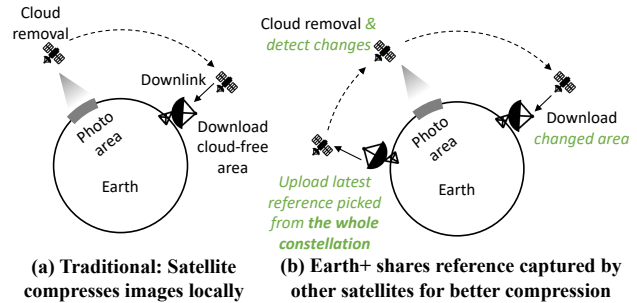 Cloud
removal
Downlink
Download
cloud-free
area
Photo
area
Earth
(a) Traditional: Satellite
compresses images locally
Cloud removal &
detect changes
Download
changed area
Photo
area
Earth
Upload latest
reference picked
from the whole
constellation
(b) Earth+ shares reference captured by
other satellites for better compression